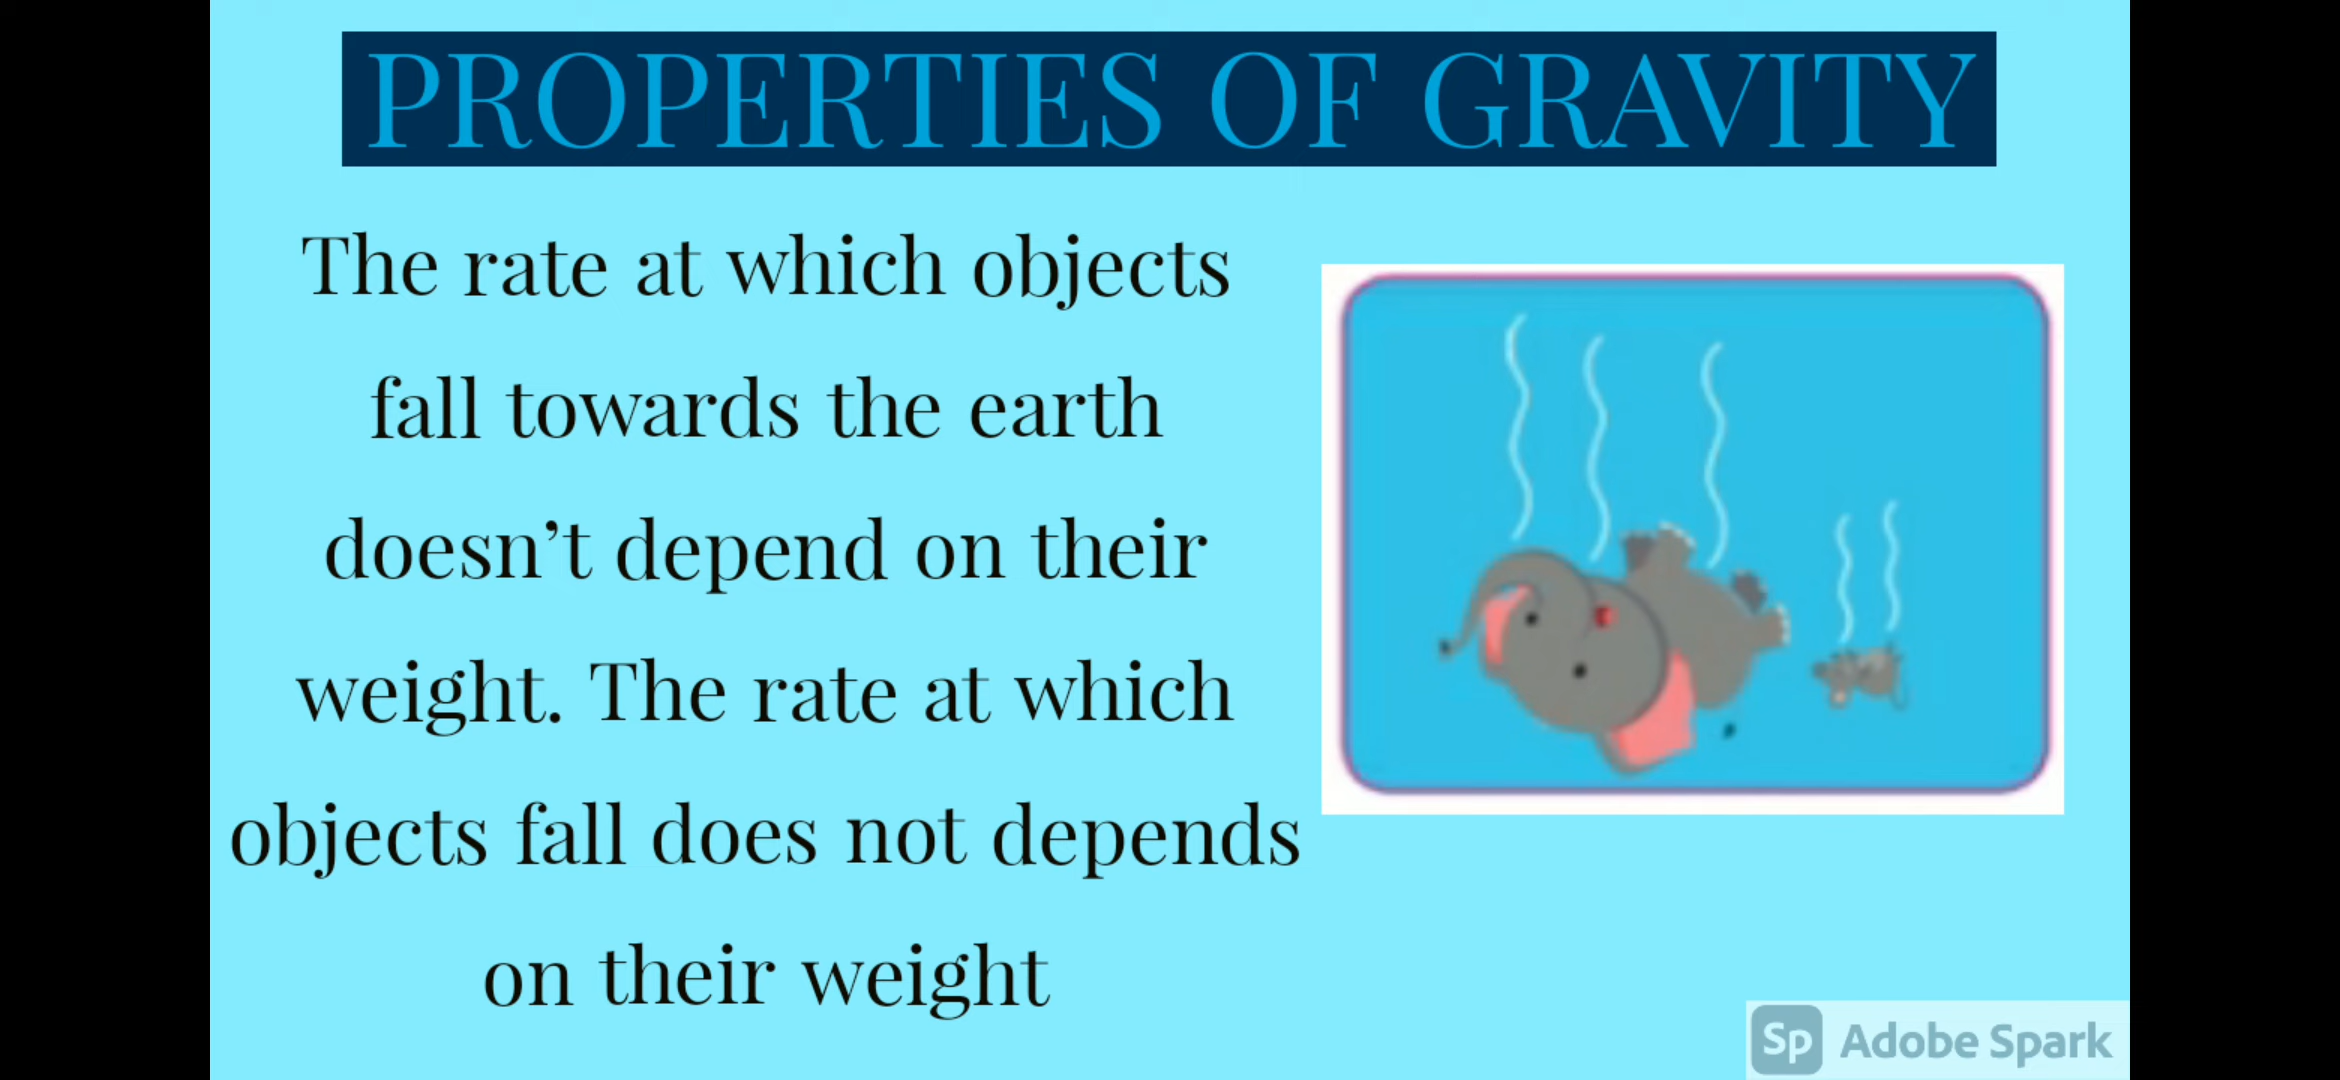 PROPERTIES OF GRAVITY
The rate at which objects
fall towards the earth
doesn’t depend on their
weight. The rate at which
objects fall does not depends
on their weight
Sp Adobe Spark